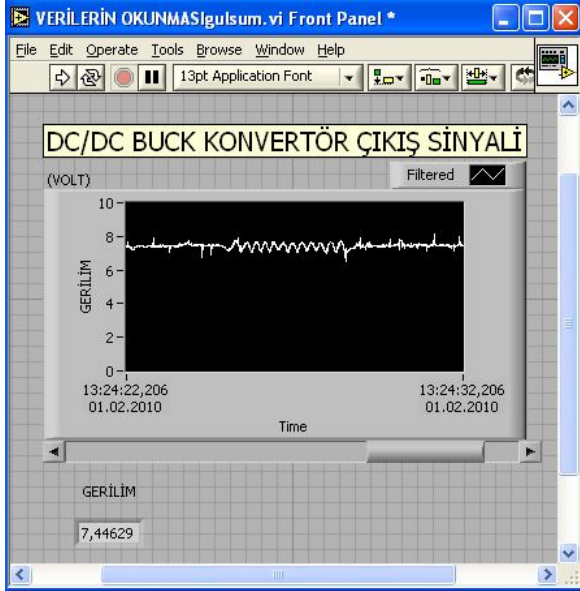 VERİLERİN OKUNMASIgulsum.vi Front Panel *
File Edit Operate Tools Browse Window Help
13pt Application Font
DC/DC BUCK KONVERTÖR ÇIKIŞ SİNYALİ
(VOLT)
Filtered
GERİLİM
10
8
6
4
2
0
13:24:22,206
01.02.2010
13:24:32,206
01.02.2010
Time
GERİLİM
7,44629